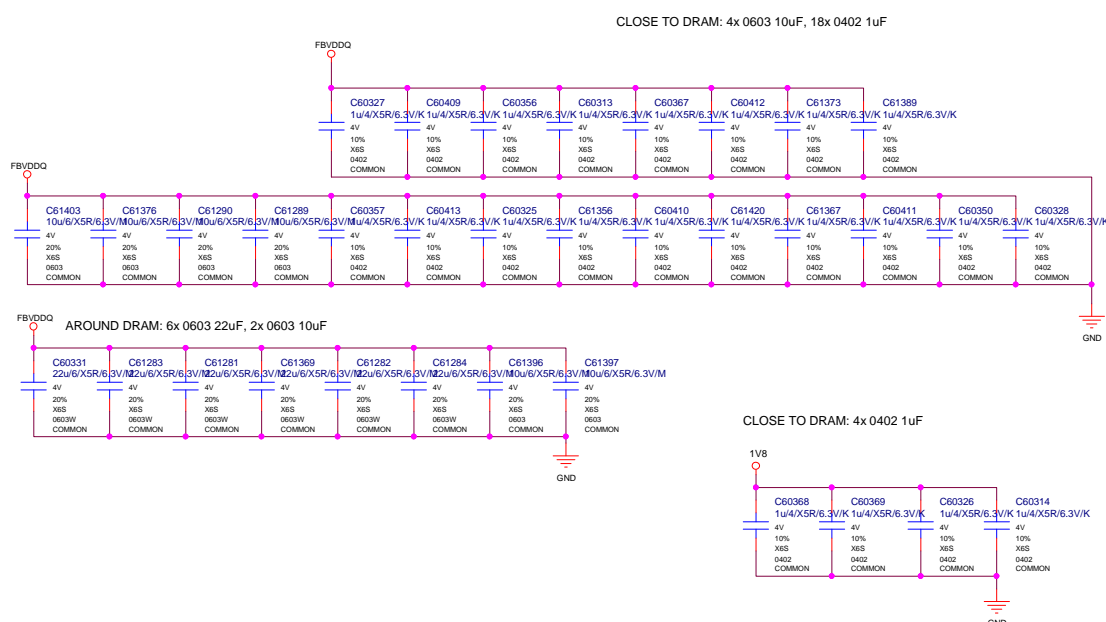 CLOSE TO DRAM: 4x 0603 10uF, 18x 0402 1uF
FBVDDQ
C60327 C60409 C60356 C60313 C60367 C60412 C61373 C61389
1u/4/X5R/6.3V/K 1u/4/X5R/6.3V/K 1u/4/X5R/6.3V/K 1u/4/X5R/6.3V/K 1u/4/X5R/6.3V/K 1u/4/X5R/6.3V/K 1u/4/X5R/6.3V/K 1u/4/X5R/6.3V/K
4V 4V 4V 4V 4V 4V 4V 4V
10% 10% 10% 10% 10% 10% 10% 10%
X6S X6S X6S X6S X6S X6S X6S X6S
0402 0402 0402 0402 0402 0402 0402 0402
COMMON COMMON COMMON COMMON COMMON COMMON COMMON COMMON
FBVDDQ
C61403 C61376 C61290 C61289 C60357 C60413 C60325 C61356 C60410 C61420 C61367 C60411 C60350 C60328
10u/6/X5R/6.3V/M 10u/6/X5R/6.3V/M 10u/6/X5R/6.3V/M 10u/6/X5R/6.3V/M 1u/4/X5R/6.3V/K 1u/4/X5R/6.3V/K 1u/4/X5R/6.3V/K 1u/4/X5R/6.3V/K 1u/4/X5R/6.3V/K 1u/4/X5R/6.3V/K 1u/4/X5R/6.3V/K 1u/4/X5R/6.3V/K 1u/4/X5R/6.3V/K 1u/4/X5R/6.3V/K
4V 4V 4V 4V 4V 4V 4V 4V 4V 4V 4V 4V 4V 4V
20% 20% 20% 20% 10% 10% 10% 10% 10% 10% 10% 10% 10% 10%
X6S X6S X6S X6S X6S X6S X6S X6S X6S X6S X6S X6S X6S X6S
0603 0603 0603 0603 0402 0402 0402 0402 0402 0402 0402 0402 0402 0402
COMMON COMMON COMMON COMMON COMMON COMMON COMMON COMMON COMMON COMMON COMMON COMMON COMMON COMMON
GND
FBVDDQ
AROUND DRAM: 6x 0603 22uF, 2x 0603 10uF
C60331 C61283 C61281 C61369 C61282 C61284 C61396 C61397
22u/6/X5R/6.3V/M 22u/6/X5R/6.3V/M 22u/6/X5R/6.3V/M 22u/6/X5R/6.3V/M 22u/6/X5R/6.3V/M 22u/6/X5R/6.3V/M 10u/6/X5R/6.3V/M 10u/6/X5R/6.3V/M
4V 4V 4V 4V 4V 4V 4V 4V
20% 20% 20% 20% 20% 20% 20% 20%
X6S X6S X6S X6S X6S X6S X6S X6S
0603W 0603W 0603W 0603W 0603W 0603W 0603 0603
COMMON COMMON COMMON COMMON COMMON COMMON COMMON COMMON
GND
CLOSE TO DRAM: 4x 0402 1uF
1V8
C60368 C60369 C60326 C60314
1u/4/X5R/6.3V/K 1u/4/X5R/6.3V/K 1u/4/X5R/6.3V/K 1u/4/X5R/6.3V/K
4V 4V 4V 4V
10% 10% 10% 10%
X6S X6S X6S X6S
0402 0402 0402 0402
COMMON COMMON COMMON COMMON
GND